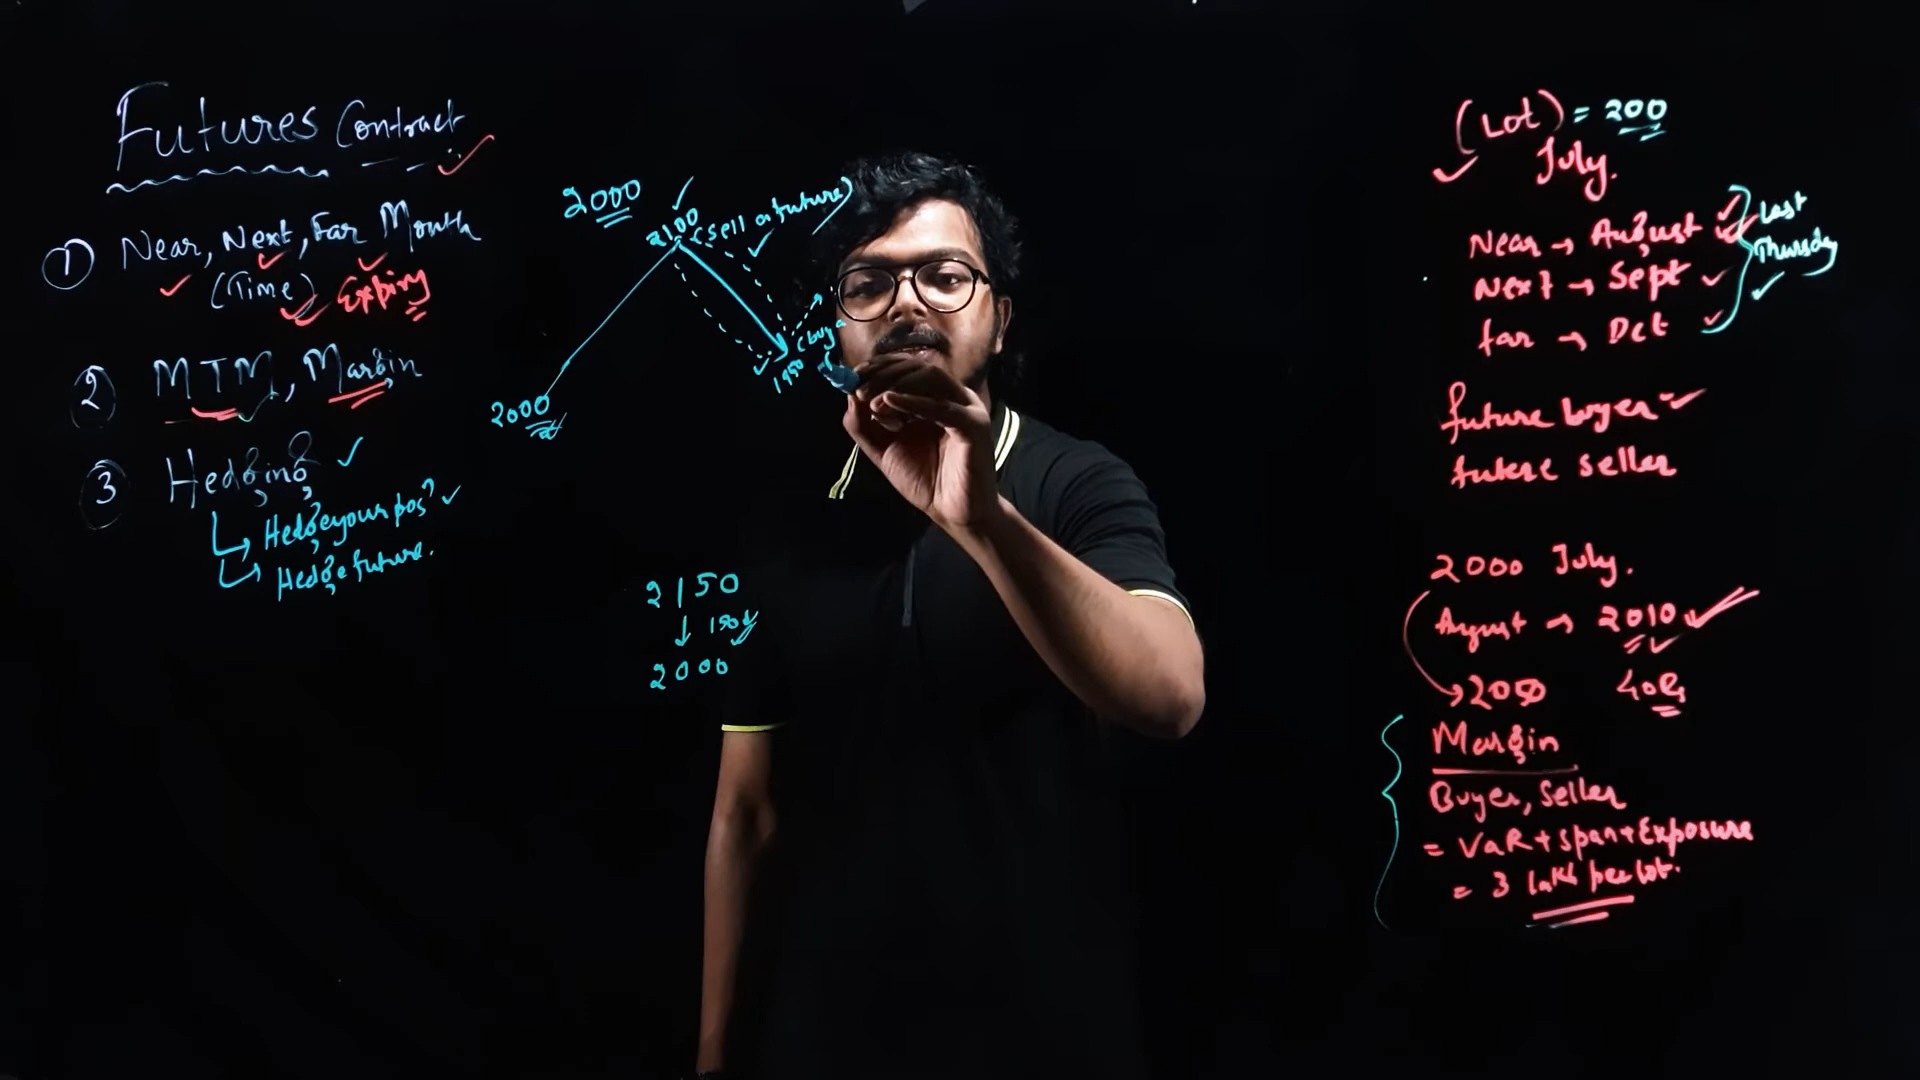 Futures Contract
① Near, Next, Far Month
(Time) Expiry
② MTM, Margin
③ Hedging
Hedge your pos?
Hedge future.
2000
2100 (sell a future)
(buy a
1950
2000
2150
↓ 150
2000
(Lot) = 200
July.
Near → August
Next → Sept
far → Oct
Last
Thursday
future buyer
future seller
2000 July.
August → 2010
→ 2050
Margin
Buyer, Seller
= VaR + Span + Exposure
= 3 lakh per lot.